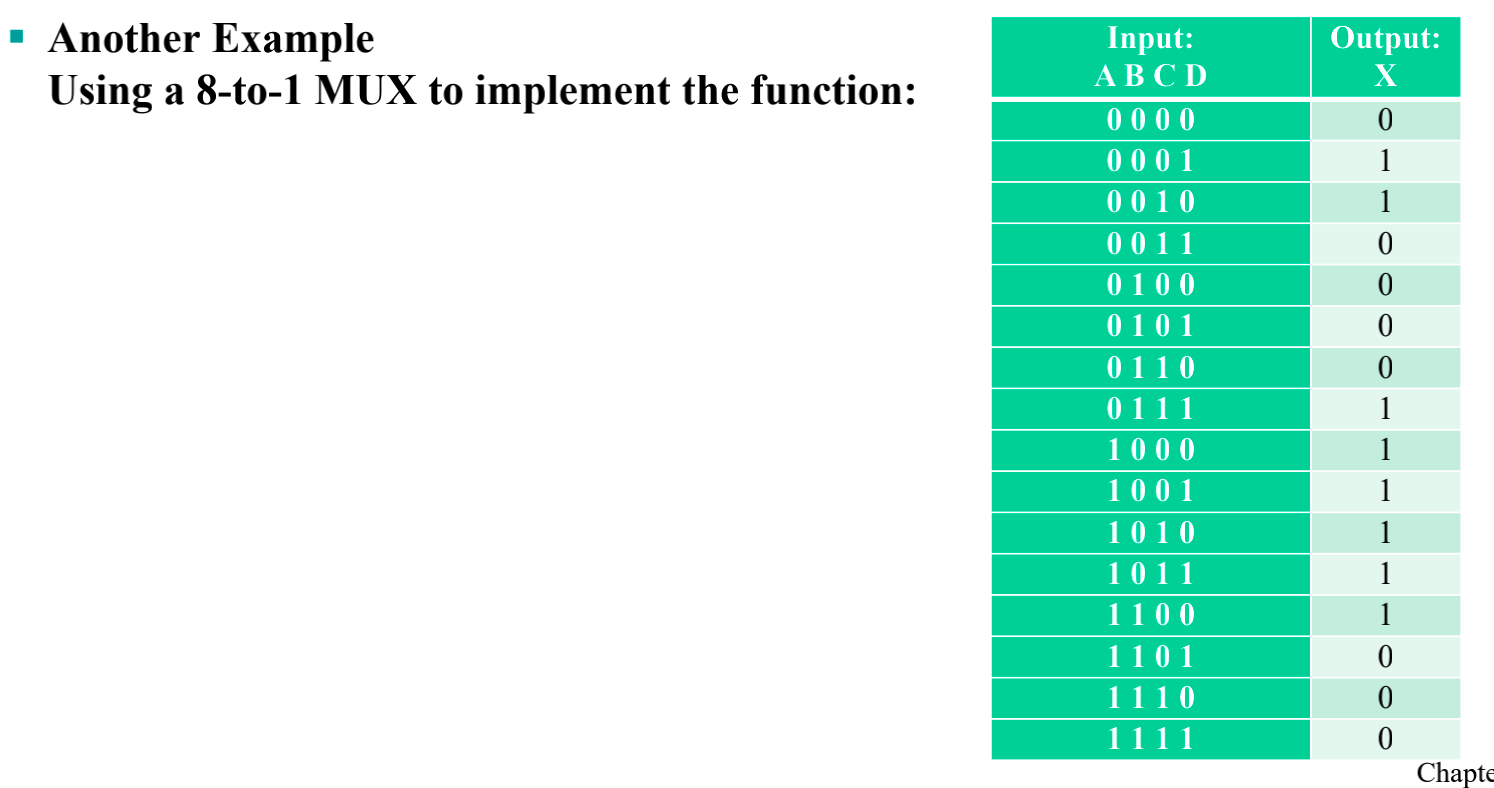 ▪ Another Example
Using a 8-to-1 MUX to implement the function:
Input: Output:
A B C D X
0 0 0 0 0
0 0 0 1 1
0 0 1 0 1
0 0 1 1 0
0 1 0 0 0
0 1 0 1 0
0 1 1 0 0
0 1 1 1 1
1 0 0 0 1
1 0 0 1 1
1 0 1 0 1
1 0 1 1 1
1 1 0 0 1
1 1 0 1 0
1 1 1 0 0
1 1 1 1 0
Chapte